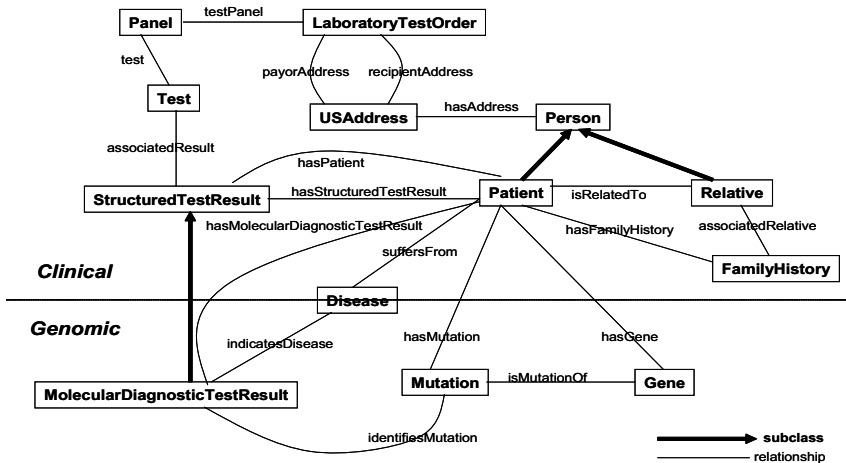 Panel
testPanel
LaboratoryTestOrder
test
payorAddress
recipientAddress
Test
USAddress
hasAddress
Person
associatedResult
hasPatient
StructuredTestResult
hasStructuredTestResult
Patient
isRelatedTo
Relative
hasMolecularDiagnosticTestResult
hasFamilyHistory
associatedRelative
suffersFrom
Clinical
FamilyHistory
Disease
Genomic
indicatesDisease
hasMutation
hasGene
MolecularDiagnosticTestResult
Mutation
isMutationOf
Gene
identifiesMutation
subclass
relationship